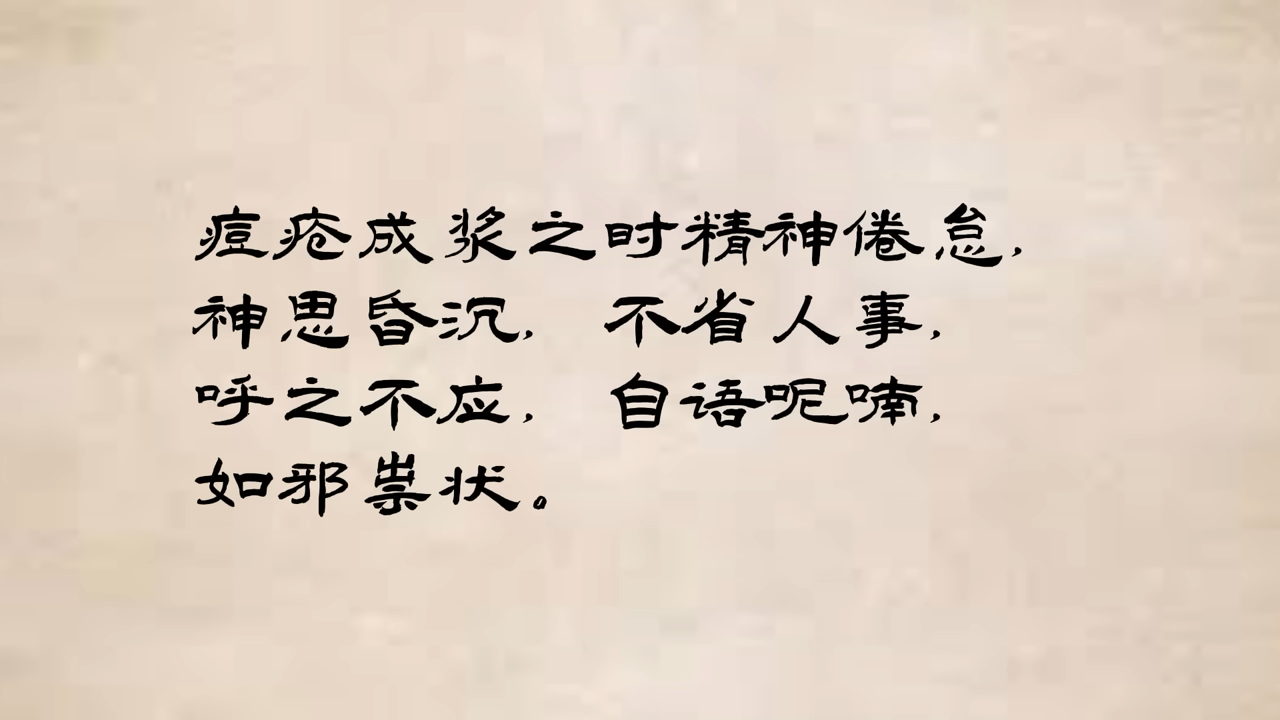 痘疮成浆之时精神倦怠，
神思昏沉， 不省人事，
呼之不应， 自语呢喃，
如邪祟状。